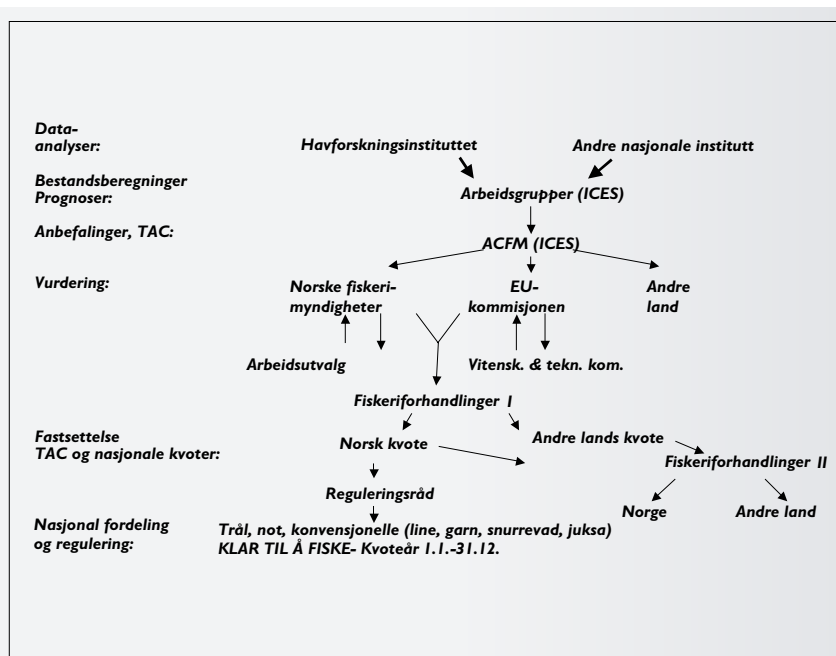 Data-
analyser:
Havforskningsinstituttet
Andre nasjonale institutt
Bestandsberegninger
Prognoser:
Arbeidsgrupper (ICES)
Anbefalinger, TAC:
ACFM (ICES)
Vurdering:
Norske fiskeri-
myndigheter
EU-
kommisjonen
Andre
land
Arbeidsutvalg
Vitensk. & tekn. kom.
Fiskeriforhandlinger I
Fastsettelse
TAC og nasjonale kvoter:
Norsk kvote
Andre lands kvote
Fiskeriforhandlinger II
Reguleringsråd
Norge
Andre land
Nasjonal fordeling
og regulering:
Trål, not, konvensjonelle (line, garn, snurrevad, juksa)
KLAR TIL Å FISKE- Kvoteår 1.1.-31.12.